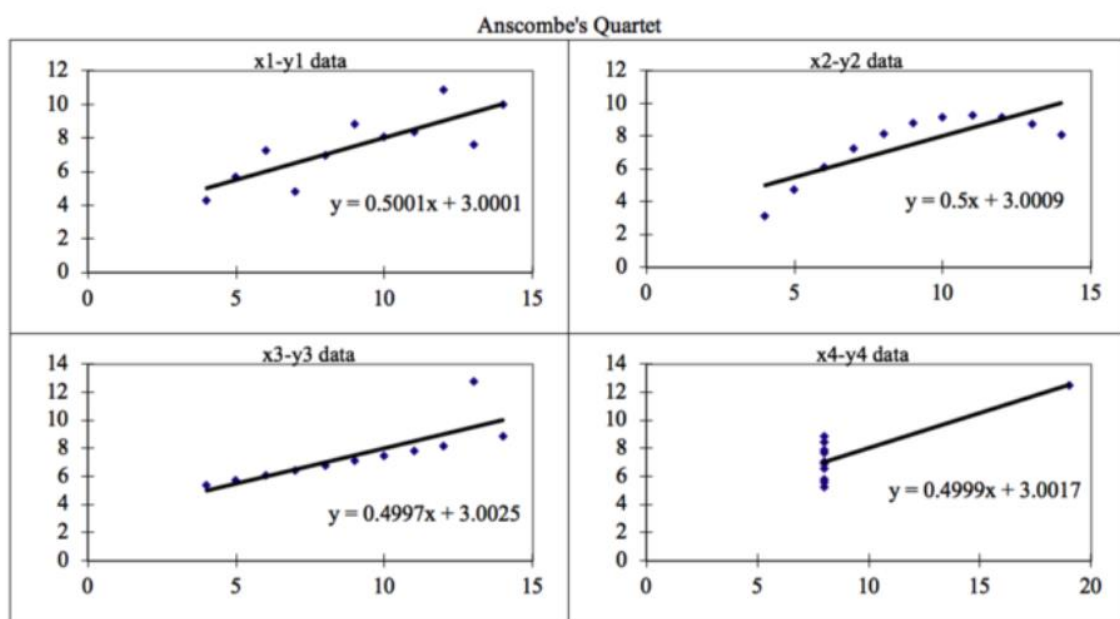 Anscombe's Quartet
x1-y1 data
12
10
8
6
4
2
0
0 5 10 15
y = 0.5001x + 3.0001
x2-y2 data
12
10
8
6
4
2
0
0 5 10 15
y = 0.5x + 3.0009
x3-y3 data
14
12
10
8
6
4
2
0
0 5 10 15
y = 0.4997x + 3.0025
x4-y4 data
14
12
10
8
6
4
2
0
0 5 10 15 20
y = 0.4999x + 3.0017